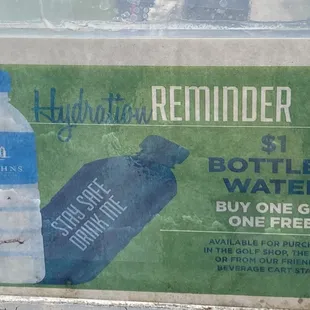 Hydration REMINDER
$1
BOTTLE
WATE
BUY ONE G
ONE FREE
STAY SAFE
DRINK ME
HNS
AVAILABLE FOR PURCH
IN THE GOLF SHOP, THE
OR FROM OUR FRIEN
BEVERAGE CART STA